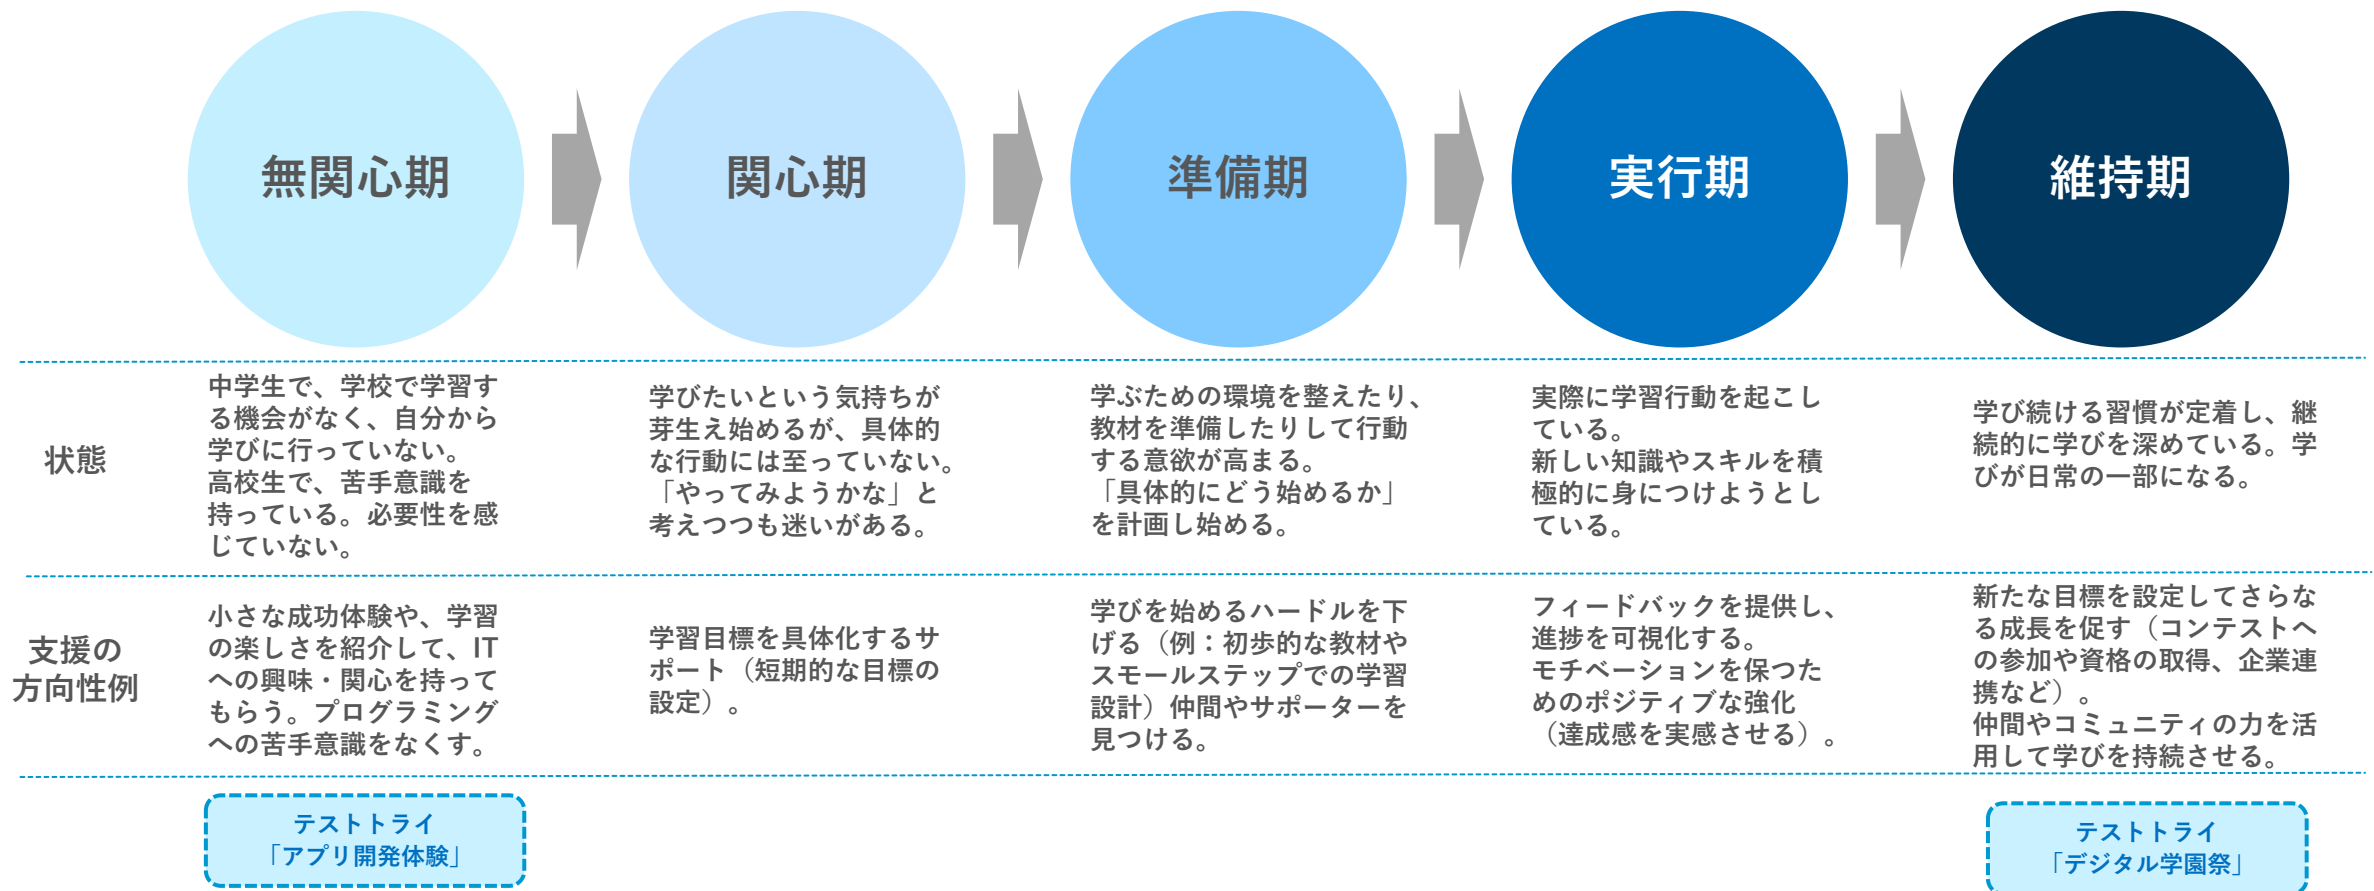 無関心期
関心期
準備期
実行期
維持期
状態
中学生で、学校で学習す
る機会がなく、自分から
学びに行っていない。
高校生で、苦手意識を
持っている。必要性を感
じていない。
学びたいという気持ちが
芽生え始めるが、具体的
な行動には至っていない。
「やってみようかな」と
考えつつも迷いがある。
学ぶための環境を整えたり、
教材を準備したりして行動
する意欲が高まる。
「具体的にどう始めるか」
を計画し始める。
実際に学習行動を起こし
ている。
新しい知識やスキルを積
極的に身につけようとし
ている。
学び続ける習慣が定着し、継
続的に学びを深めている。学
びが日常の一部になる。
支援の
方向性例
小さな成功体験や、学習
の楽しさを紹介して、IT
への興味・関心を持って
もらう。プログラミング
への苦手意識をなくす。
学習目標を具体化するサ
ポート（短期的な目標の
設定）。
学びを始めるハードルを下
げる（例：初歩的な教材や
スモールステップでの学習
設計）仲間やサポーターを
見つける。
フィードバックを提供し、
進捗を可視化する。
モチベーションを保つた
めのポジティブな強化
（達成感を実感させる）。
新たな目標を設定してさらな
る成長を促す（コンテストへ
の参加や資格の取得、企業連
携など）。
仲間やコミュニティの力を活
用して学びを持続させる。
テストトライ
「アプリ開発体験」
テストトライ
「デジタル学園祭」